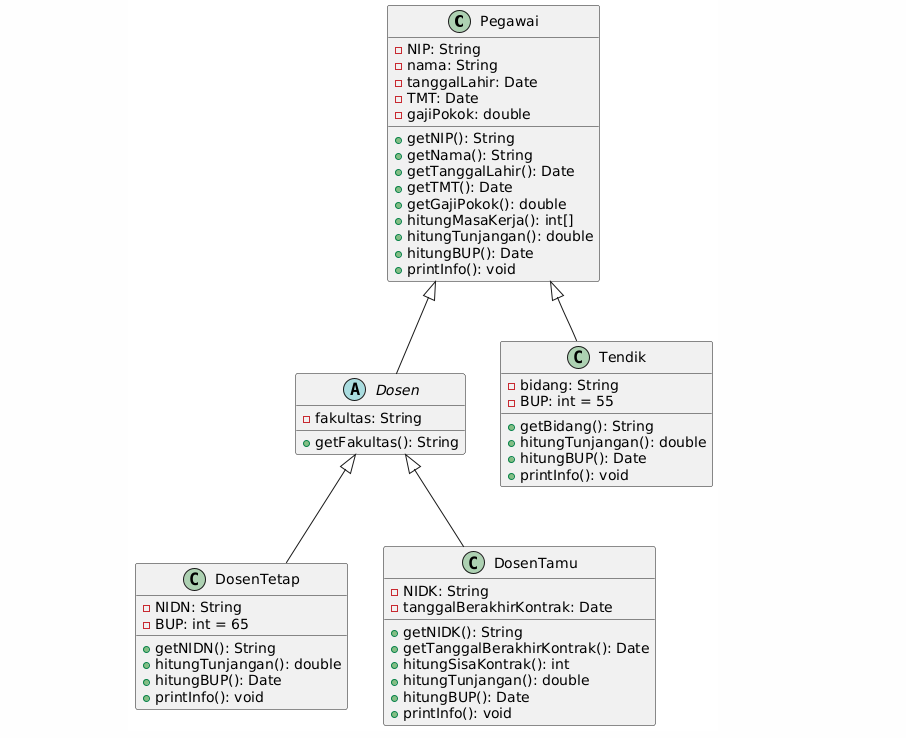 C Pegawai
NIP: String
nama: String
tanggalLahir: Date
TMT: Date
gajiPokok: double
getNIP(): String
getNama(): String
getTanggalLahir(): Date
getTMT(): Date
getGajiPokok(): double
hitungMasaKerja(): int[]
hitungTunjangan(): double
hitungBUP(): Date
printInfo(): void
A Dosen
fakultas: String
getFakultas(): String
C Tendik
bidang: String
BUP: int = 55
getBidang(): String
hitungTunjangan(): double
hitungBUP(): Date
printInfo(): void
C DosenTetap
NIDN: String
BUP: int = 65
getNIDN(): String
hitungTunjangan(): double
hitungBUP(): Date
printInfo(): void
C DosenTamu
NIDK: String
tanggalBerakhirKontrak: Date
getNIDK(): String
getTanggalBerakhirKontrak(): Date
hitungSisaKontrak(): int
hitungTunjangan(): double
hitungBUP(): Date
printInfo(): void